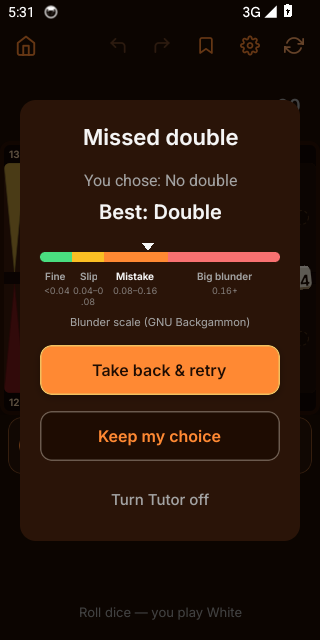 5:31
3G
13
Missed double
You chose: No double
Best: Double
Fine Slip Mistake Big blunder
<0.04 0.04–0.08 0.08–0.16 0.16+
Blunder scale (GNU Backgammon)
Take back & retry
12
Keep my choice
Turn Tutor off
Roll dice — you play White